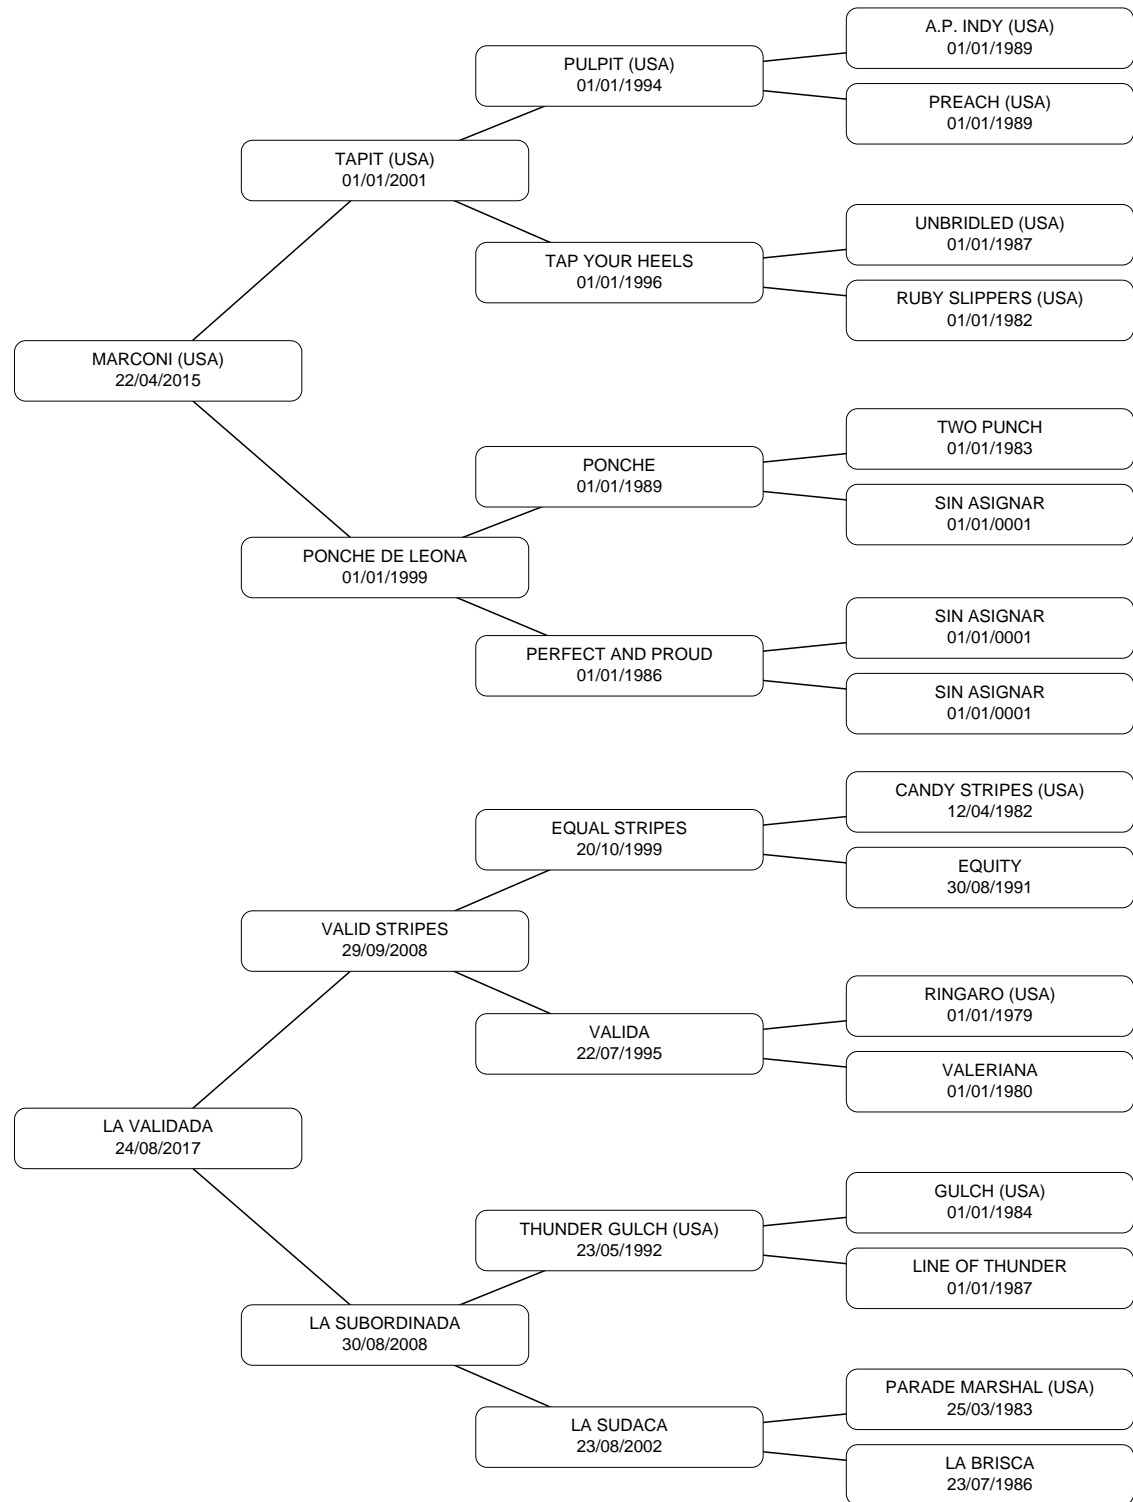 A.P. INDY (USA)
01/01/1989
PULPIT (USA)
01/01/1994
PREACH (USA)
01/01/1989
TAPIT (USA)
01/01/2001
UNBRIDLED (USA)
01/01/1987
TAP YOUR HEELS
01/01/1996
RUBY SLIPPERS (USA)
01/01/1982
MARCONI (USA)
22/04/2015
TWO PUNCH
01/01/1983
PONCHE
01/01/1989
SIN ASIGNAR
01/01/0001
PONCHE DE LEONA
01/01/1999
SIN ASIGNAR
01/01/0001
PERFECT AND PROUD
01/01/1986
SIN ASIGNAR
01/01/0001
CANDY STRIPES (USA)
12/04/1982
EQUAL STRIPES
20/10/1999
EQUITY
30/08/1991
VALID STRIPES
29/09/2008
RINGARO (USA)
01/01/1979
VALIDA
22/07/1995
VALERIANA
01/01/1980
LA VALIDADA
24/08/2017
GULCH (USA)
01/01/1984
THUNDER GULCH (USA)
23/05/1992
LINE OF THUNDER
01/01/1987
LA SUBORDINADA
30/08/2008
PARADE MARSHAL (USA)
25/03/1983
LA SUDACA
23/08/2002
LA BRISCA
23/07/1986